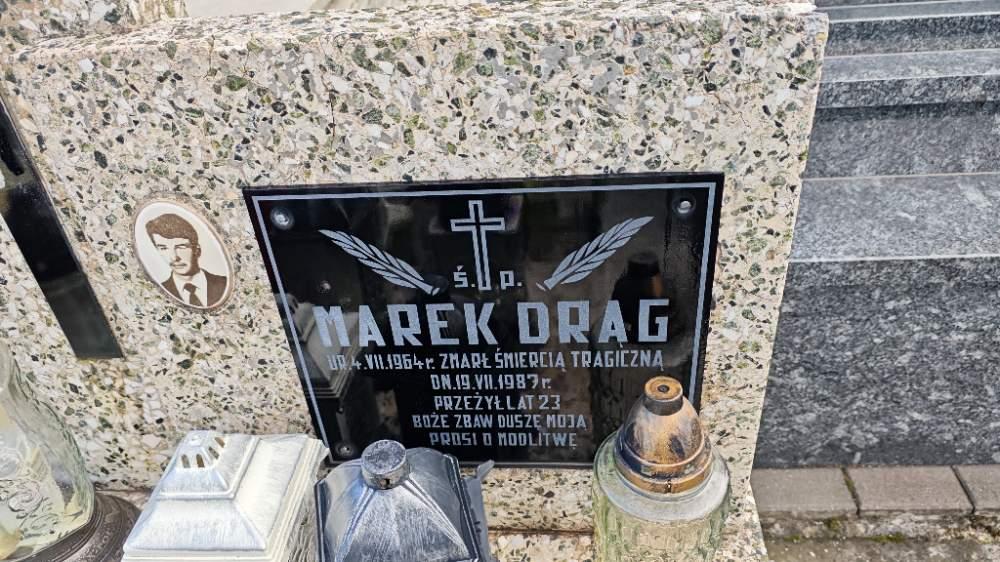 Ś. P.
MAREK DRĄG
UR. 4. VII. 1964 r. ZMARŁ ŚMIERCIĄ TRAGICZNĄ
DN. 19. VII. 1987 r.
PRZEŻYŁ LAT 23
BOŻE ZBAW DUSZE MOJĄ
PROSI O MODLITWĘ